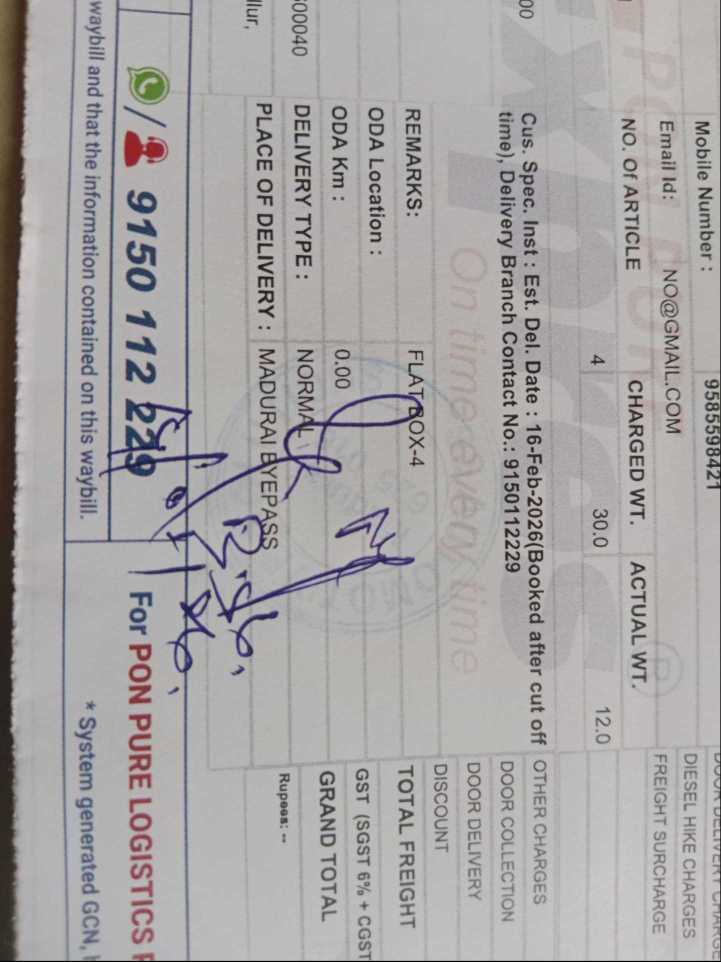 Mobile Number : 9585598421
Email Id: NO@GMAIL.COM
NO. Of ARTICLE CHARGED WT. ACTUAL WT.
4 30.0 12.0
Cus. Spec. Inst : Est. Del. Date : 16-Feb-2026(Booked after cut off
time), Delivery Branch Contact No.: 9150112229
On time every time
REMARKS: FLAT BOX-4
ODA Location :
ODA Km : 0.00
DELIVERY TYPE : NORMAL
PLACE OF DELIVERY : MADURAI BYEPASS
DIESEL HIKE CHARGES
FREIGHT SURCHARGE
OTHER CHARGES
DOOR COLLECTION
DOOR DELIVERY
DISCOUNT
TOTAL FREIGHT
GST (SGST 6% + CGST
GRAND TOTAL
Rupees: --
00040
llur,
/ 9150 112 229
For PON PURE LOGISTICS
waybill and that the information contained on this waybill.
* System generated GCN,